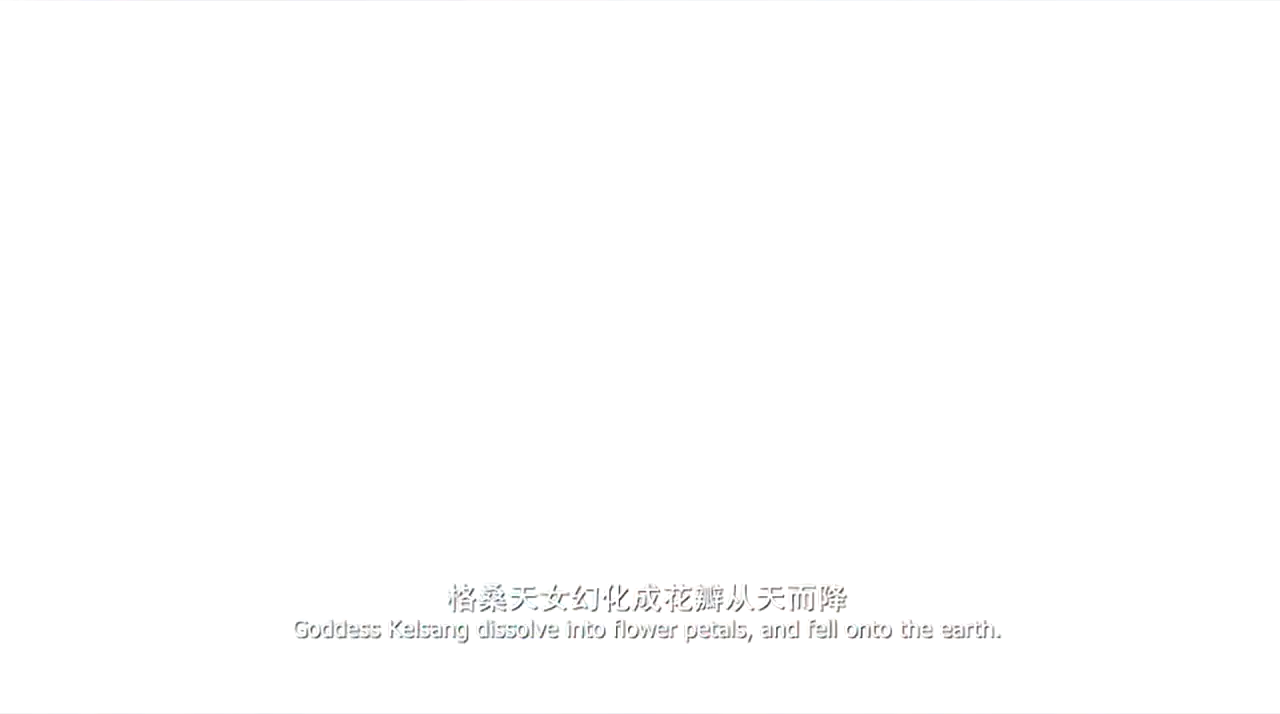 格桑天女幻化成花瓣从天而降
Goddess Kelsang dissolve into flower petals, and fell onto the earth.